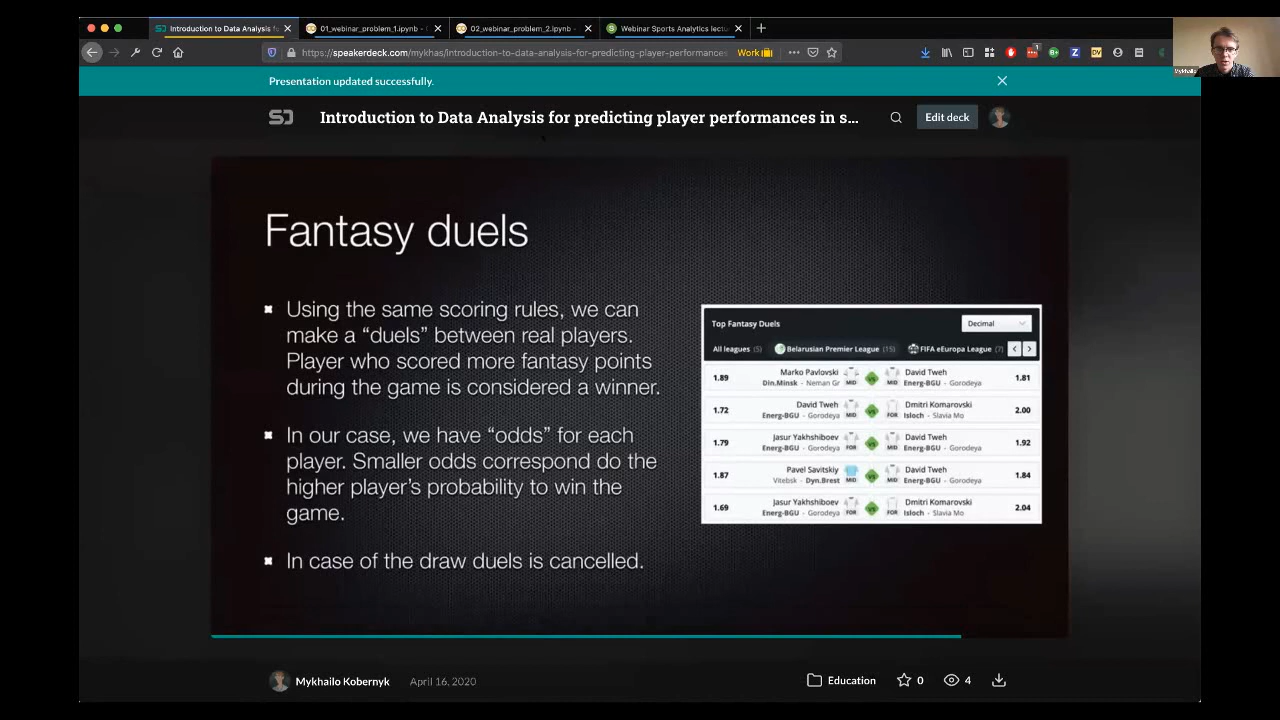 Introduction to Data Analysis f
01_webinar_problem_1.ipynb -
02_webinar_problem_2.ipynb -
Webinar Sports Analytics lectu
https://speakerdeck.com/mykhas/introduction-to-data-analysis-for-predicting-player-performances
Work
Mykhailo
Presentation updated successfully.
Introduction to Data Analysis for predicting player performances in s...
Edit deck
Fantasy duels
Using the same scoring rules, we can
make a “duels” between real players.
Player who scored more fantasy points
during the game is considered a winner.
In our case, we have “odds” for each
player. Smaller odds correspond do the
higher player's probability to win the
game.
In case of the draw duels is cancelled.
Top Fantasy Duels
Decimal
All leagues (5)
Belarusian Premier League (15)
FIFA eEuropa League (7
1.89
Marko Pavlovski
Din.Minsk - Neman Gr
MID
VS
MID
David Tweh
Energ-BGU - Gorodeya
1.81
1.72
David Tweh
Energ-BGU - Gorodeya
MID
VS
FOR
Dmitri Komarovski
Isloch - Slavia Mo
2.00
1.79
Jasur Yakhshiboev
Energ-BGU - Gorodeya
FOR
VS
MID
David Tweh
Energ-BGU - Gorodeya
1.92
1.87
Pavel Savitskiy
Vitebsk - Dyn.Brest
MID
VS
MID
David Tweh
Energ-BGU - Gorodeya
1.84
1.69
Jasur Yakhshiboev
Energ-BGU - Gorodeya
FOR
VS
FOR
Dmitri Komarovski
Isloch - Slavia Mo
2.04
Mykhailo Kobernyk
April 16, 2020
Education
0
4